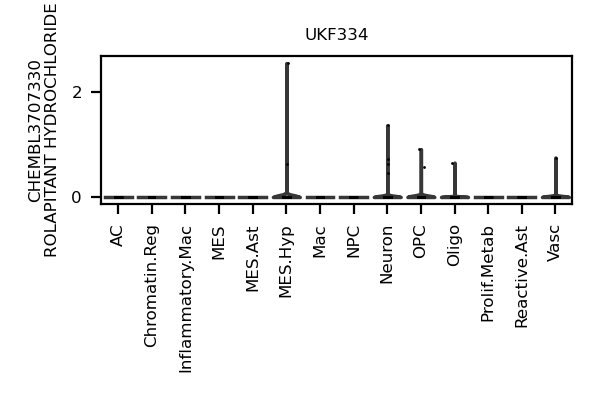 UKF334
CHEMBL3707330
ROLAPITANT HYDROCHLORIDE
2
0
AC
Chromatin.Reg
Inflammatory.Mac
MES
MES.Ast
MES.Hyp
Mac
NPC
Neuron
OPC
Oligo
Prolif.Metab
Reactive.Ast
Vasc